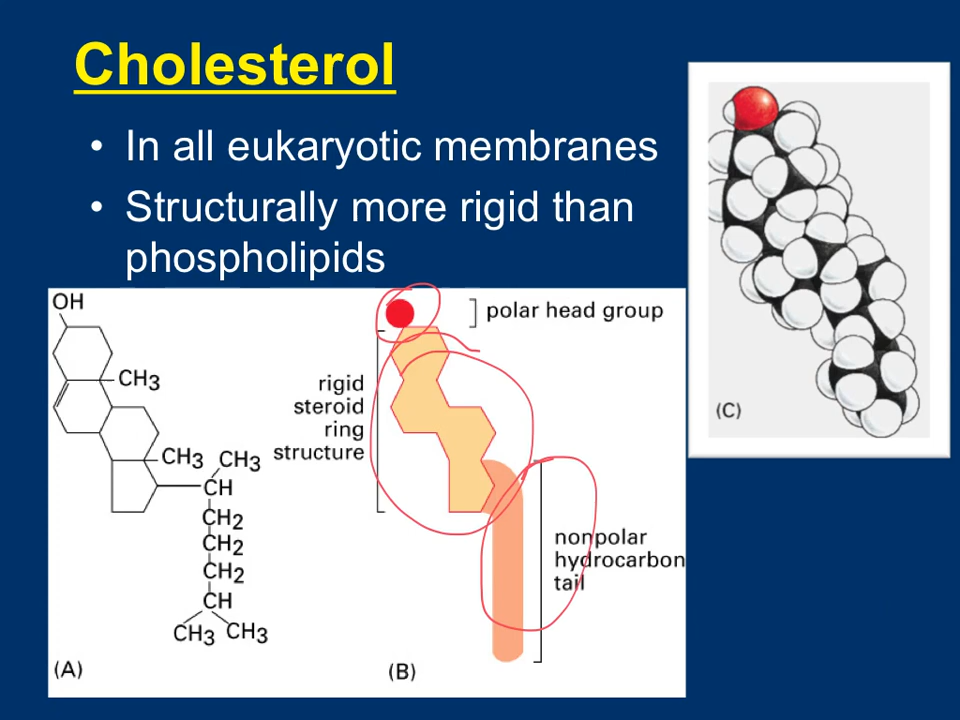 Cholesterol
• In all eukaryotic membranes
• Structurally more rigid than
phospholipids
OH
CH3
CH3
CH3
CH
CH2
CH2
CH2
CH
CH3
CH3
(A)
polar head group
rigid
steroid
ring
structure
nonpolar
hydrocarbon
tail
(B)
(C)